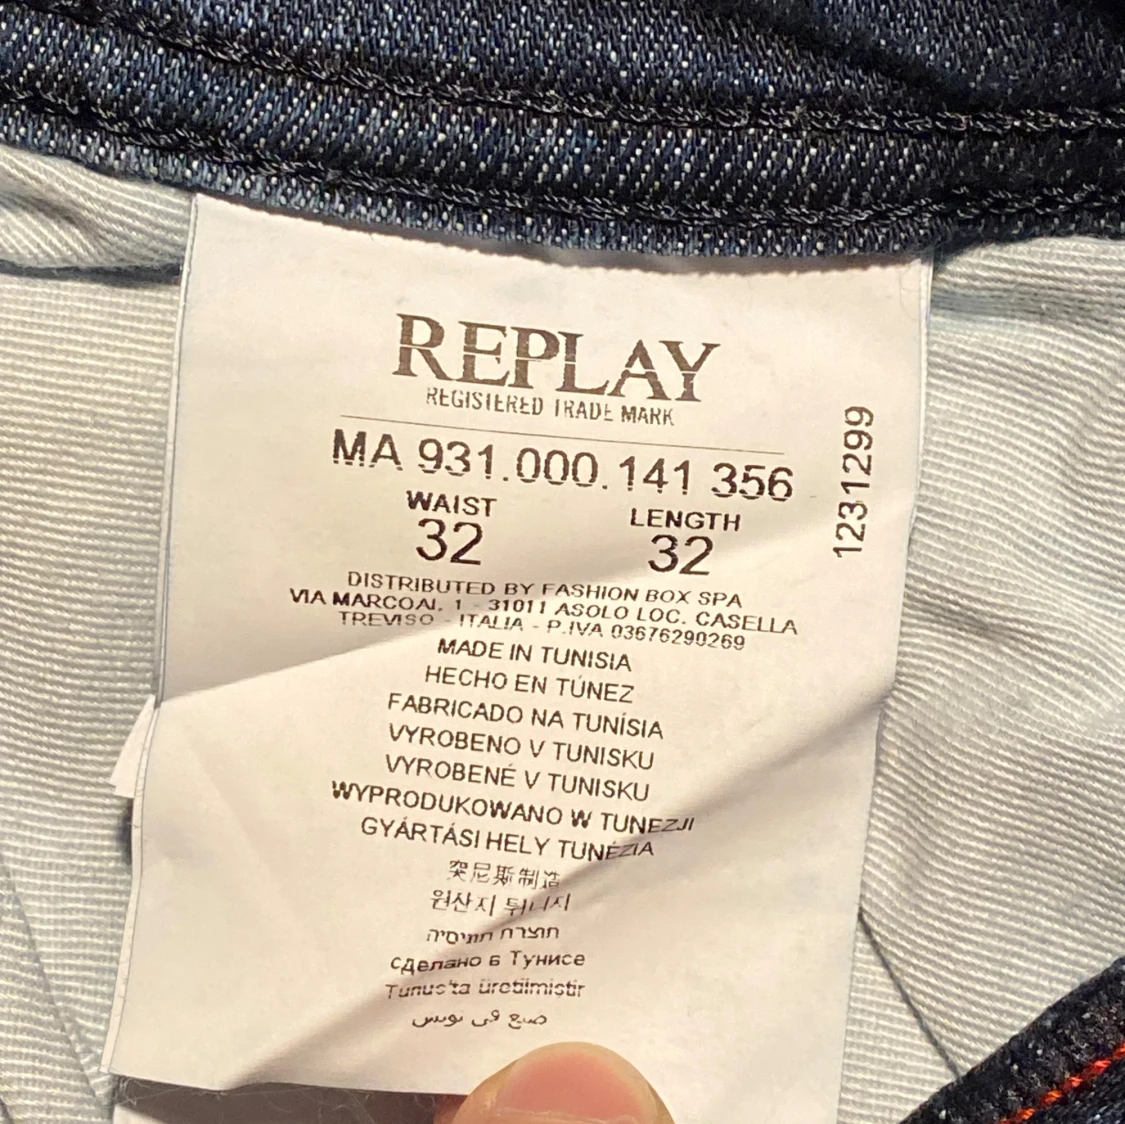 REPLAY
REGISTERED TRADE MARK
MA 931.000.141 356
WAIST LENGTH
32 32
1231299
DISTRIBUTED BY FASHION BOX SPA
VIA MARCOAI, 1 - 31011 ASOLO LOC. CASELLA
TREVISO - ITALIA - P.IVA 03676290269
MADE IN TUNISIA
HECHO EN TÚNEZ
FABRICADO NA TUNÍSIA
VYROBENO V TUNISKU
VYROBENÉ V TUNISKU
WYPRODUKOWANO W TUNEZJI
GYÁRTÁSI HELY TUNÉZIA
突尼斯制造
원산지 튀니지
תוצרת
сделано в Тунисе
Tunus'ta üretilmistir
صنع في تونس